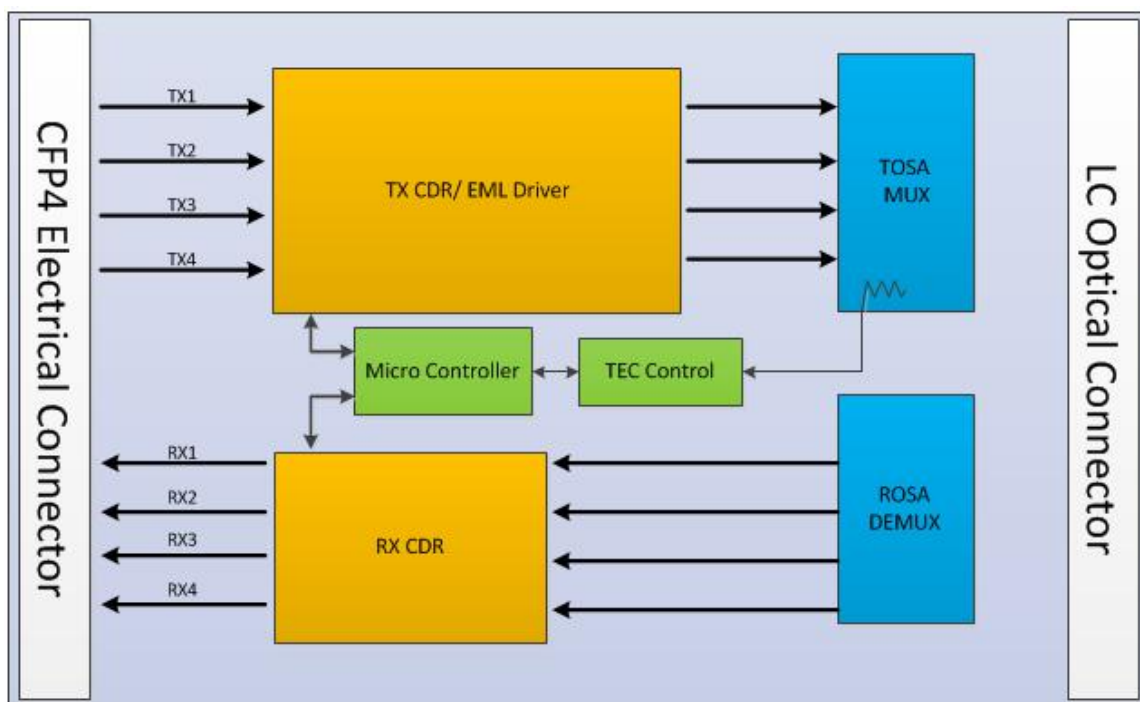 CFP4 Electrical Connector
TX1
TX2
TX3
TX4
TX CDR/ EML Driver
TOSA
MUX
LC Optical Connector
Micro Controller
TEC Control
RX1
RX2
RX3
RX4
RX CDR
ROSA
DEMUX